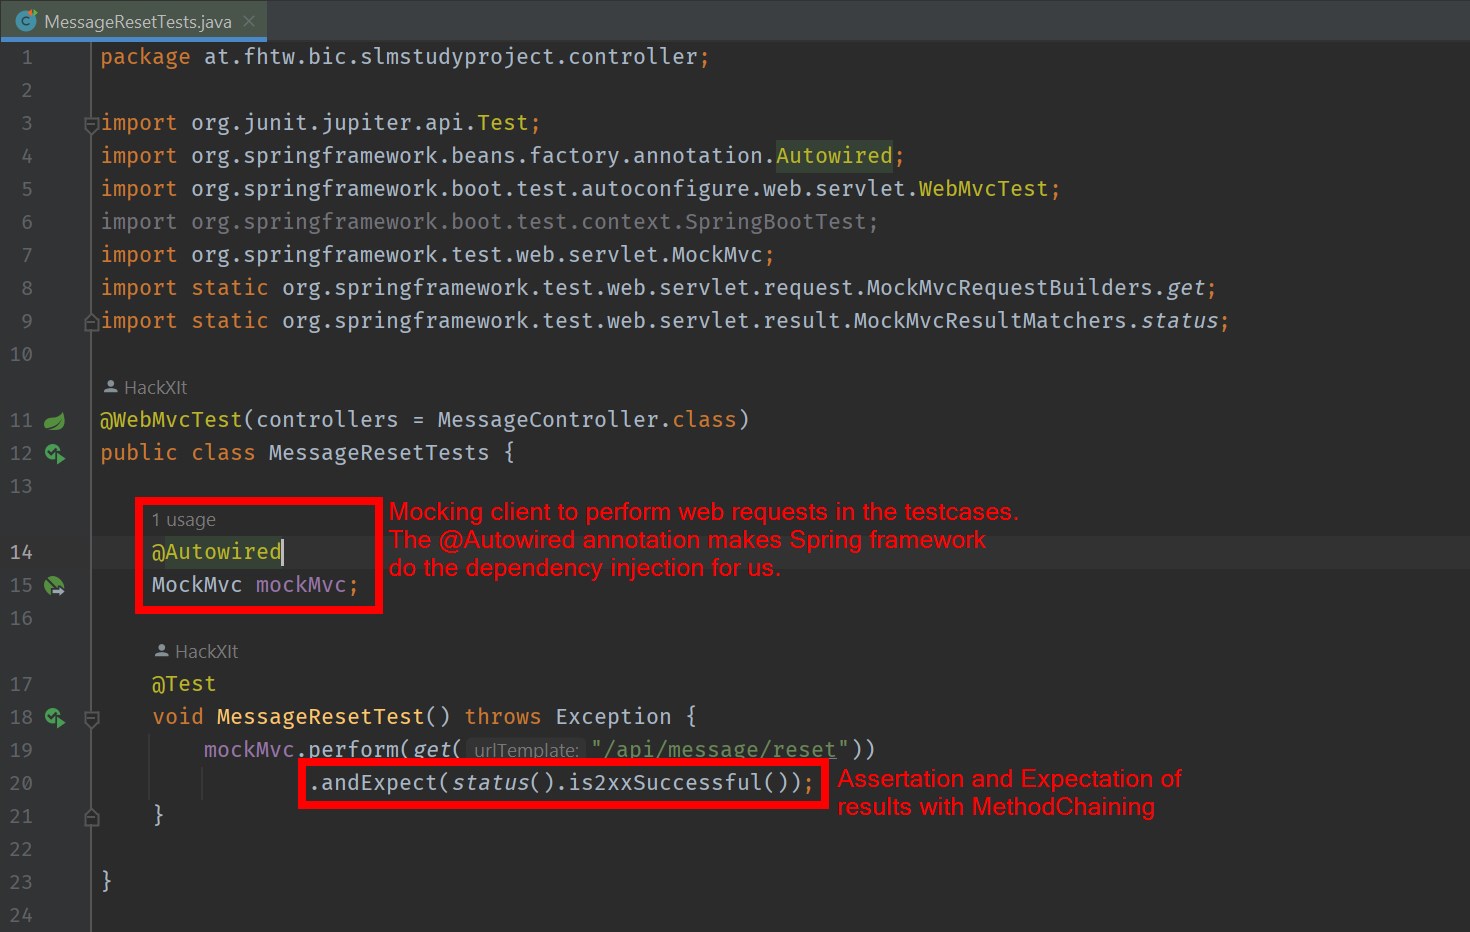 MessageResetTests.java
1 package at.fhtw.bic.slmstudyproject.controller;
2
3 import org.junit.jupiter.api.Test;
4 import org.springframework.beans.factory.annotation.Autowired;
5 import org.springframework.boot.test.autoconfigure.web.servlet.WebMvcTest;
6 import org.springframework.boot.test.context.SpringBootTest;
7 import org.springframework.test.web.servlet.MockMvc;
8 import static org.springframework.test.web.servlet.request.MockMvcRequestBuilders.get;
9 import static org.springframework.test.web.servlet.result.MockMvcResultMatchers.status;
10
HackXIt
11 @WebMvcTest(controllers = MessageController.class)
12 public class MessageResetTests {
13
1 usage
14 @Autowired
15 MockMvc mockMvc;
Mocking client to perform web requests in the testcases.
The @Autowired annotation makes Spring framework
do the dependency injection for us.
16
HackXIt
17 @Test
18 void MessageResetTest() throws Exception {
19 mockMvc.perform(get( urlTemplate: "/api/message/reset"))
20 .andExpect(status().is2xxSuccessful());
Assertation and Expectation of
results with MethodChaining
21 }
22
23 }
24